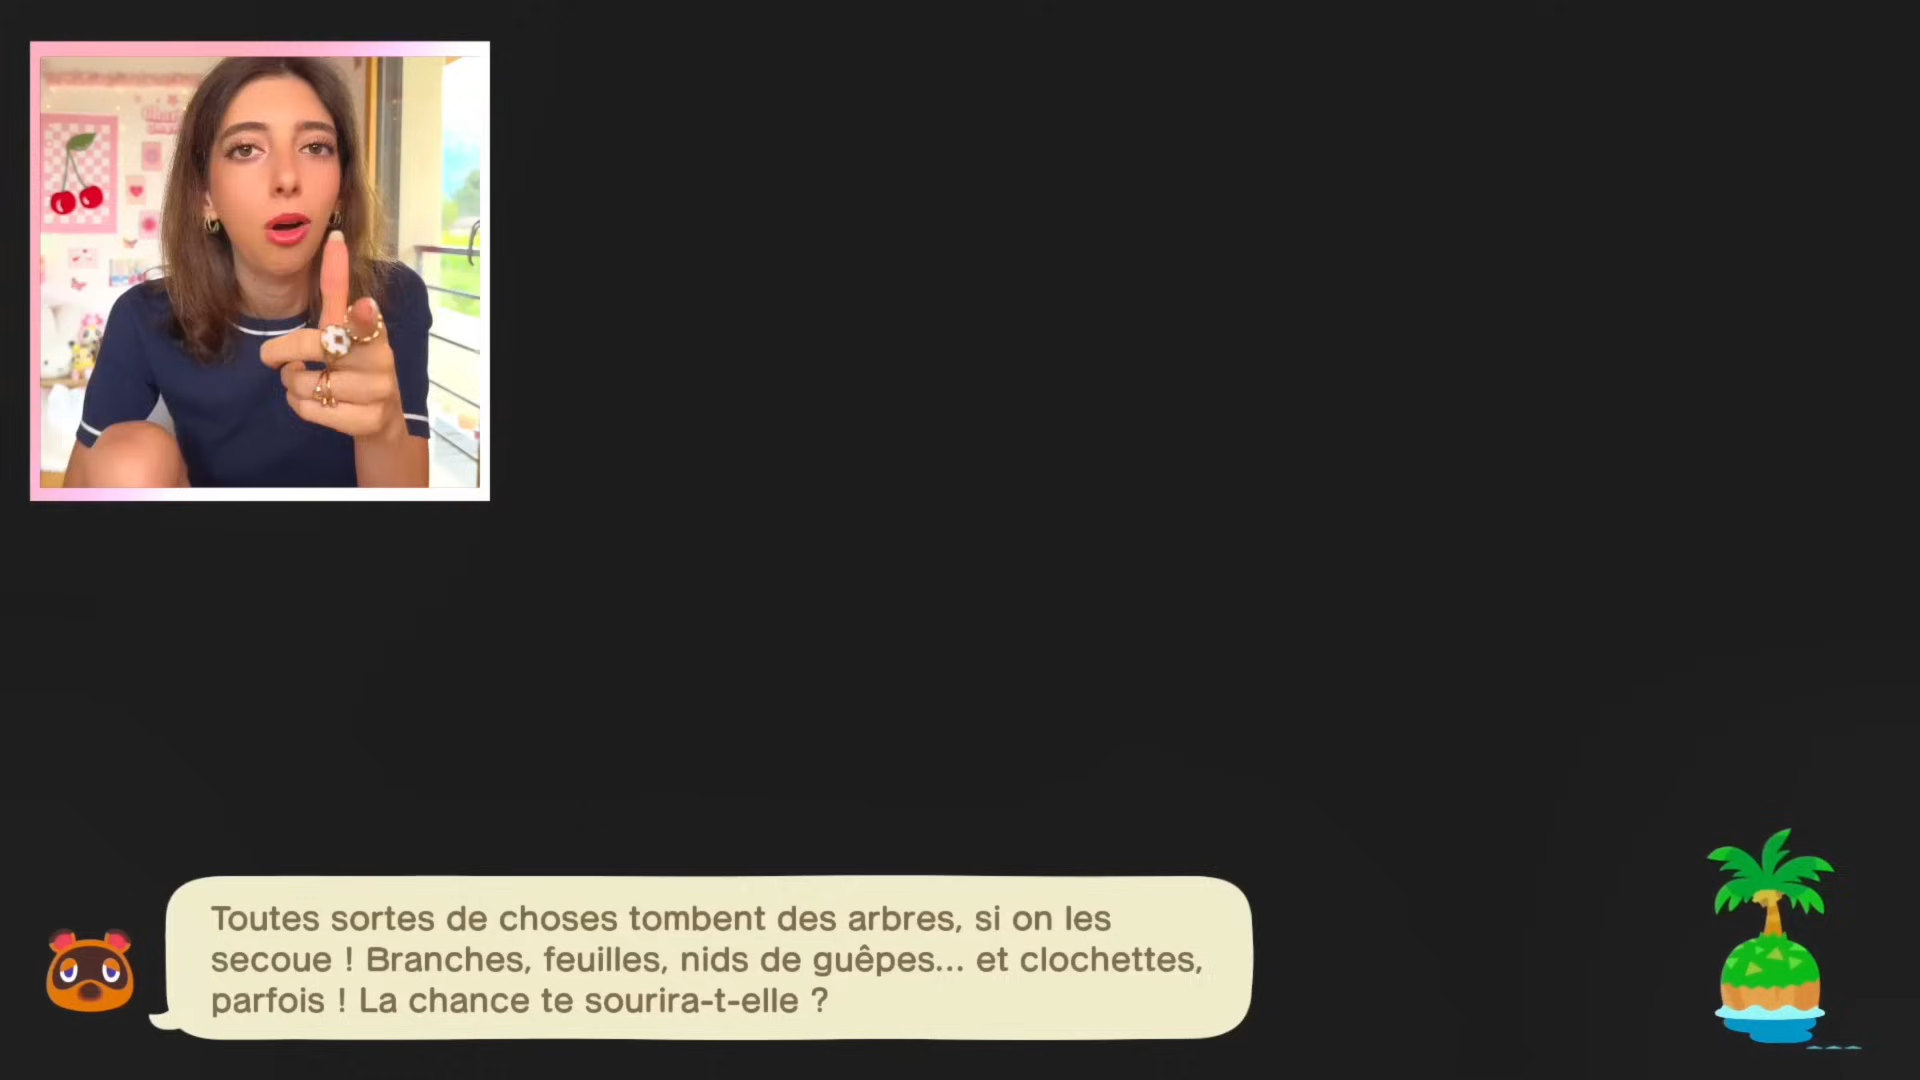 Toutes sortes de choses tombent des arbres, si on les
secoue ! Branches, feuilles, nids de guêpes... et clochettes,
parfois ! La chance te sourira-t-elle ?